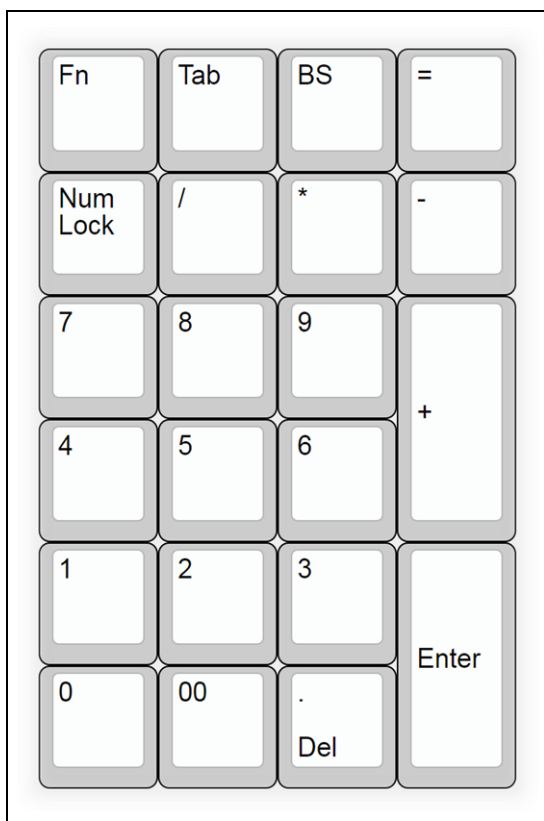 Fn Tab BS =
Num Lock / * -
7 8 9
+
4 5 6
1 2 3
Enter
0 00 .
Del